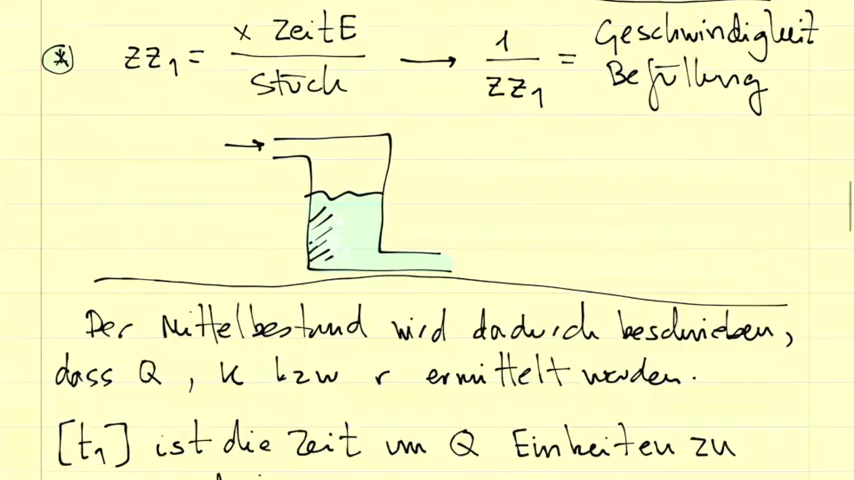 * ZZ1 = x ZeitE / Stück → 1 / ZZ1 = Geschwindigkeit Befüllung
Der Mittelbestand wird dadurch beschrieben,
dass Q, K bzw r ermittelt werden.
[t1] ist die Zeit um Q Einheiten zu